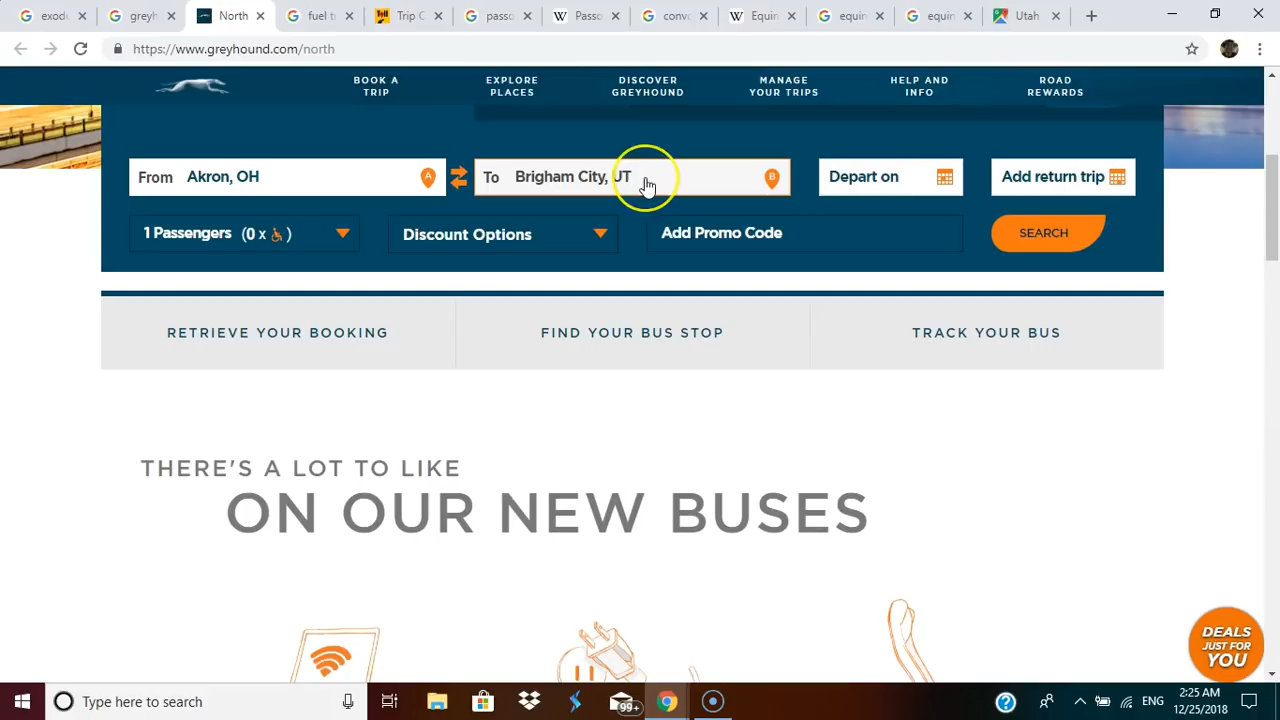 exod
greyh
North
fuel t
Trip C
passo
Passo
convo
Equin
equin
equin
Utah
https://www.greyhound.com/north
BOOK A
TRIP
EXPLORE
PLACES
DISCOVER
GREYHOUND
MANAGE
YOUR TRIPS
HELP AND
INFO
ROAD
REWARDS
From Akron, OH
A
To Brigham City, UT
B
Depart on
Add return trip
1 Passengers (0 x )
Discount Options
Add Promo Code
SEARCH
RETRIEVE YOUR BOOKING
FIND YOUR BUS STOP
TRACK YOUR BUS
THERE'S A LOT TO LIKE
ON OUR NEW BUSES
DEALS
JUST FOR
YOU
Type here to search
99+
ENG
2:25 AM
12/25/2018